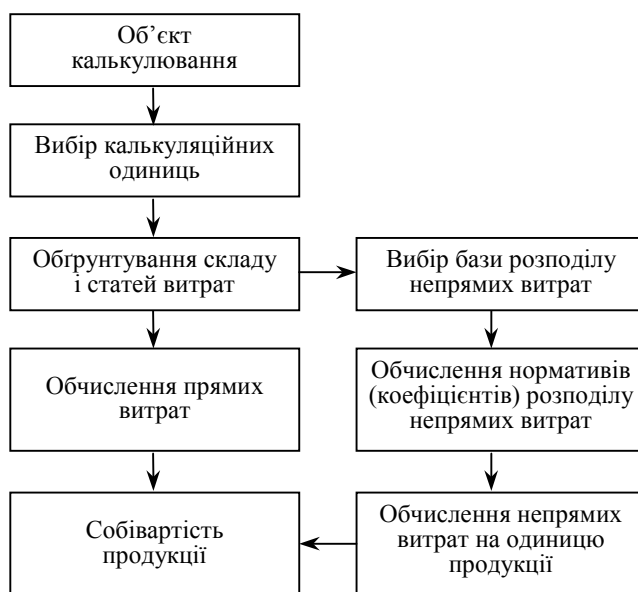 Об’єкт
калькулювання
Вибір калькуляційних
одиниць
Обґрунтування складу
і статей витрат
Вибір бази розподілу
непрямих витрат
Обчислення прямих
витрат
Обчислення нормативів
(коефіцієнтів) розподілу
непрямих витрат
Собівартість
продукції
Обчислення непрямих
витрат на одиницю
продукції